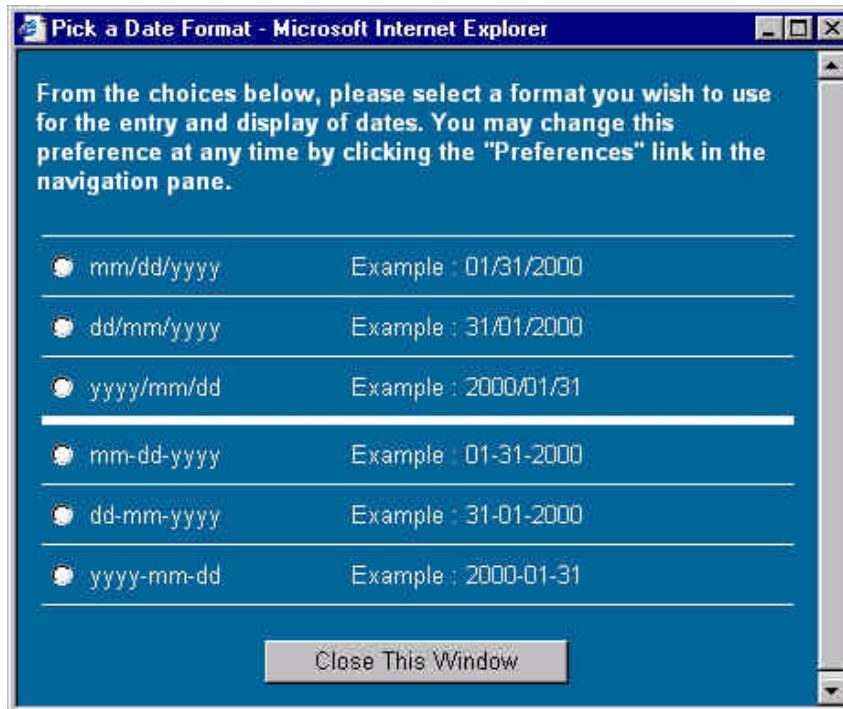 Pick a Date Format - Microsoft Internet Explorer
From the choices below, please select a format you wish to use
for the entry and display of dates. You may change this
preference at any time by clicking the "Preferences" link in the
navigation pane.
mm/dd/yyyy Example : 01/31/2000
dd/mm/yyyy Example : 31/01/2000
yyyy/mm/dd Example : 2000/01/31
mm-dd-yyyy Example : 01-31-2000
dd-mm-yyyy Example : 31-01-2000
yyyy-mm-dd Example : 2000-01-31
Close This Window